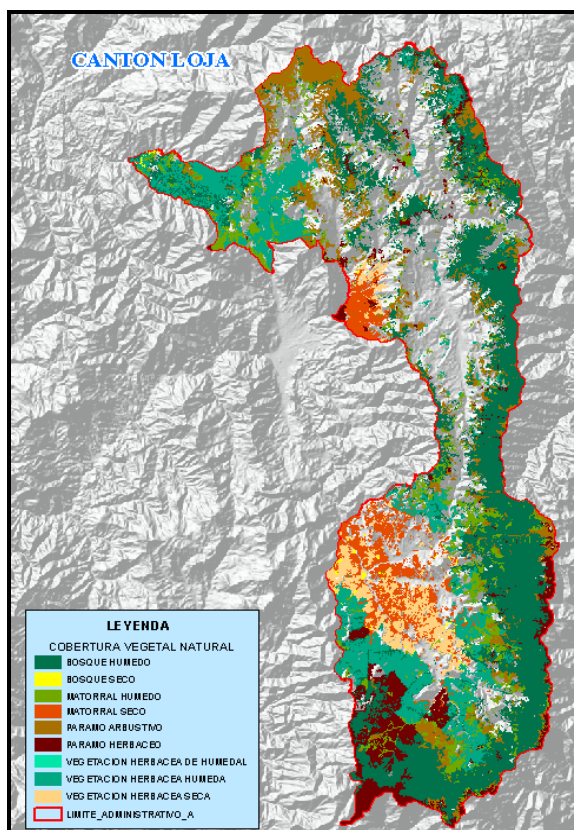 CANTON LOJA
LEYENDA
COBERTURA VEGETAL NATURAL
BOSQUE HUMEDO
BOSQUE SECO
MATORRAL HUMEDO
MATORRAL SECO
PARAMO ARBUSTIVO
PARAMO HERBACEO
VEGETACION HERBACEA DE HUMEDAL
VEGETACION HERBACEA HUMEDA
VEGETACION HERBACEA SECA
LIMITE_ADMINISTRATIVO_A